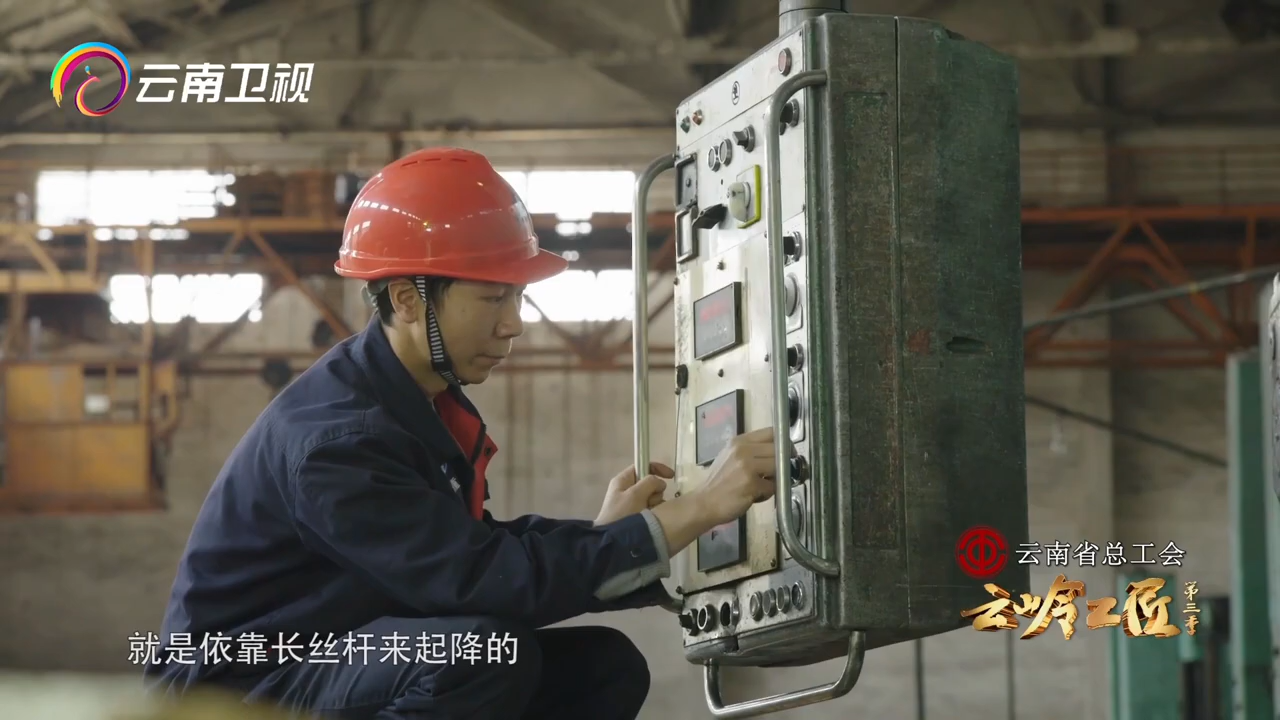 云南卫视
云南省总工会
云岭工匠
第三季
就是依靠长丝杆来起降的